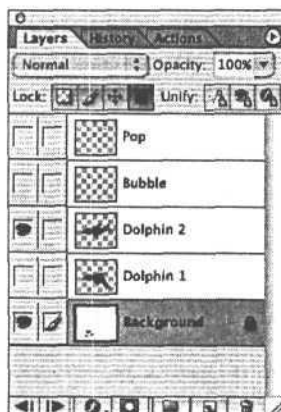 Layers History Actions
Normal Opacity: 100%
Lock: Unify:
Pop
Bubble
Dolphin 2
Dolphin 1
Background